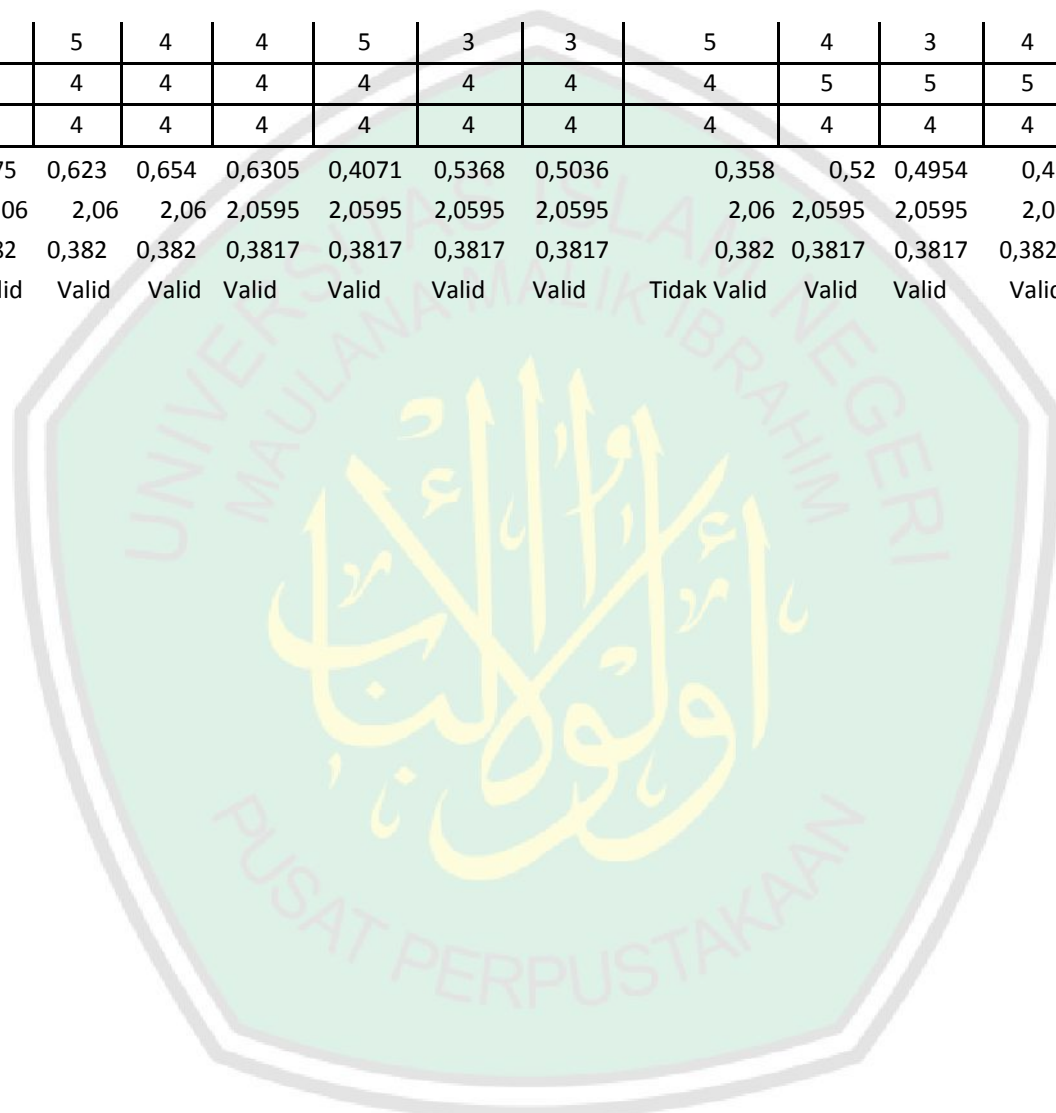 5 4 4 5 3 3 5 4 3 4
4 4 4 4 4 4 5 5 5
4 4 4 4 4 4 4 4 4 4
0,623 0,654 0,6305 0,4071 0,5368 0,5036 0,358 0,52 0,4954
2,06 2,06 2,0595 2,0595 2,0595 2,0595 2,06 2,0595 2,0595
0,382 0,382 0,3817 0,3817 0,3817 0,3817 0,382 0,3817 0,3817 0,382
Valid Valid Valid Valid Valid Valid Tidak Valid Valid Valid Valid
UNIVERSITAS ISLAM NEGERI
MAULANA MALIK IBRAHIM
أولوا الألباب
PUSAT PERPUSTAKAAN